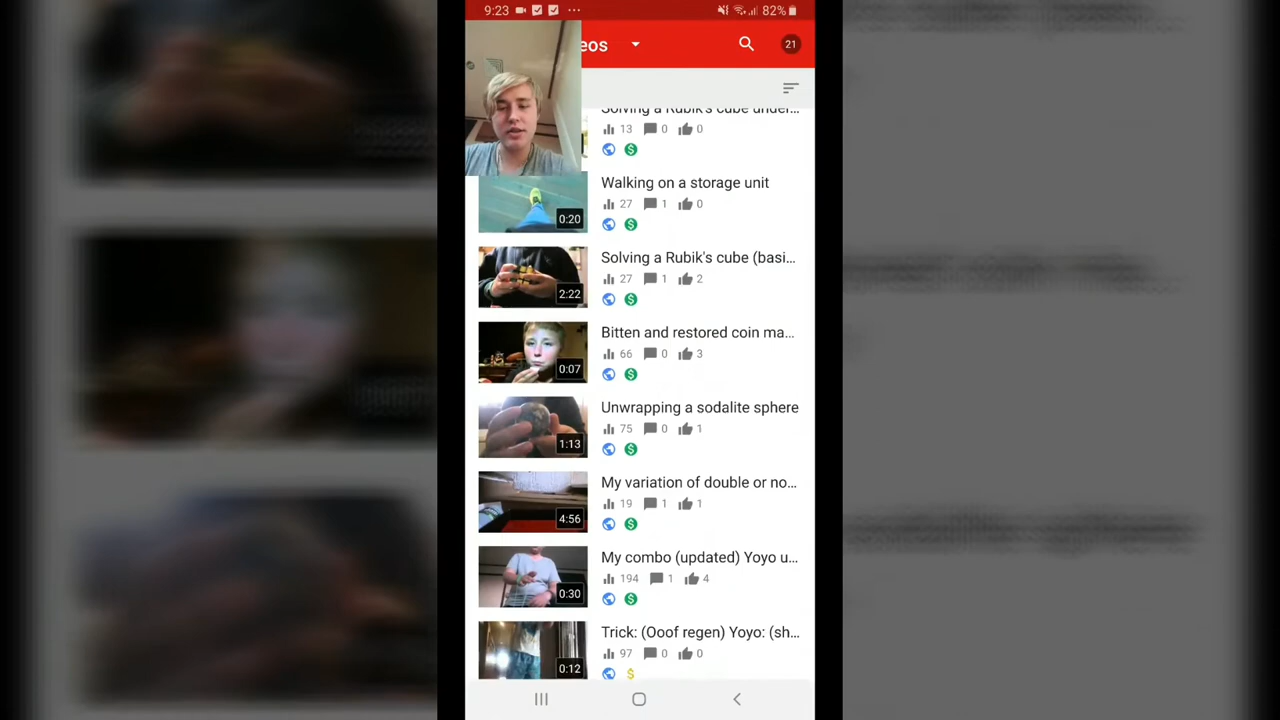 9:23 82%
eos 21
Solving a Rubik's cube under...
13 0 0
Walking on a storage unit
27 1 0
0:20
Solving a Rubik's cube (basi...
27 1 2
2:22
Bitten and restored coin ma...
66 0 3
0:07
Unwrapping a sodalite sphere
75 0 1
1:13
My variation of double or no...
19 1 1
4:56
My combo (updated) Yoyo u...
194 1 4
0:30
Trick: (Ooof regen) Yoyo: (sh...
97 0 0
0:12